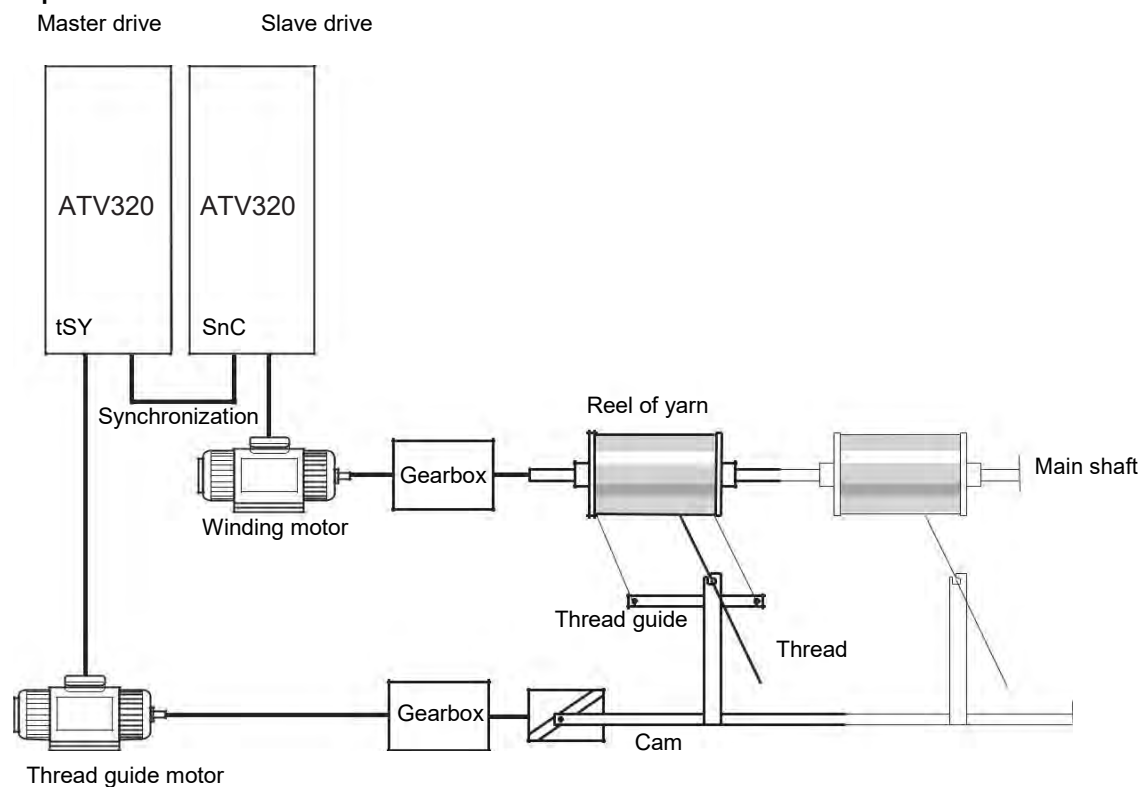 Master drive
Slave drive
ATV320
ATV320
tSY
SnC
Synchronization
Reel of yarn
Gearbox
Main shaft
Winding motor
Thread guide
Thread
Gearbox
Cam
Thread guide motor